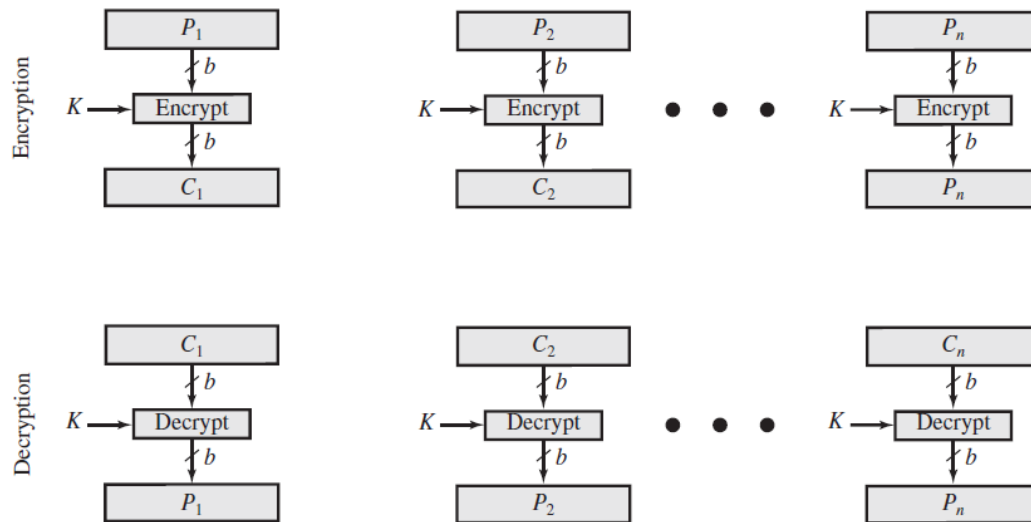 Encryption
P1 P2 Pn
b b b
K Encrypt K Encrypt K Encrypt
b b b
C1 C2 Pn
Decryption
C1 C2 Cn
b b b
K Decrypt K Decrypt K Decrypt
b b b
P1 P2 Pn